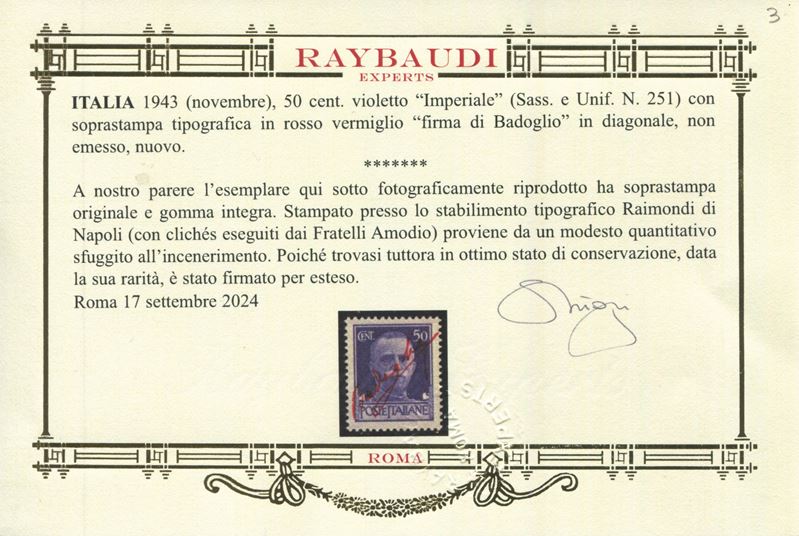 3
RAYBAUDI
EXPERTS
ITALIA 1943 (novembre), 50 cent. violetto “Imperiale” (Sass. e Unif. N. 251) con
soprastampa tipografica in rosso vermiglio “firma di Badoglio” in diagonale, non
emesso, nuovo.
*******
A nostro parere l’esemplare qui sotto fotograficamente riprodotto ha soprastampa
originale e gomma integra. Stampato presso lo stabilimento tipografico Raimondi di
Napoli (con clichés eseguiti dai Fratelli Amodio) proviene da un modesto quantitativo
sfuggito all’incenerimento. Poiché trovasi tuttora in ottimo stato di conservazione, data
la sua rarità, è stato firmato per esteso.
Roma 17 settembre 2024
CENT. 50
POSTE ITALIANE
ROMA